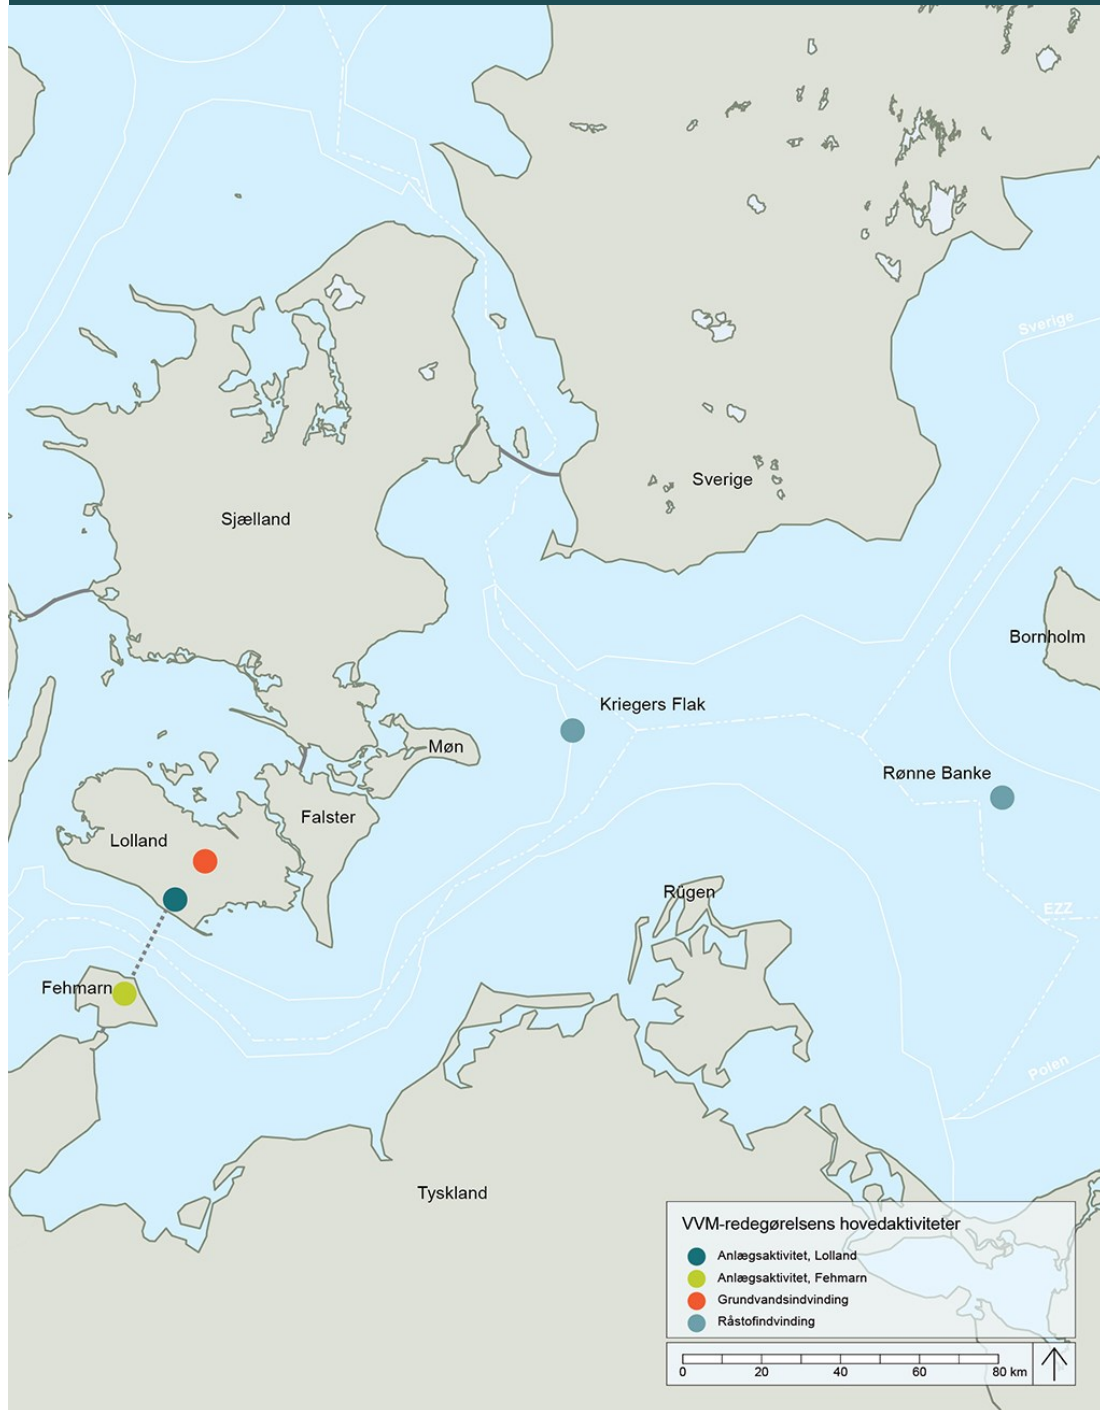 Sverige
Sverige
Sjælland
Bornholm
Kriegers Flak
Møn
Rønne Banke
Falster
Lolland
Rügen
EZZ
Fehmarn
Polen
Tyskland
VVM-redegørelsens hovedaktiviteter
Anlægsaktivitet, Lolland
Anlægsaktivitet, Fehmarn
Grundvandsindvinding
Råstofindvinding
0 20 40 60 80 km